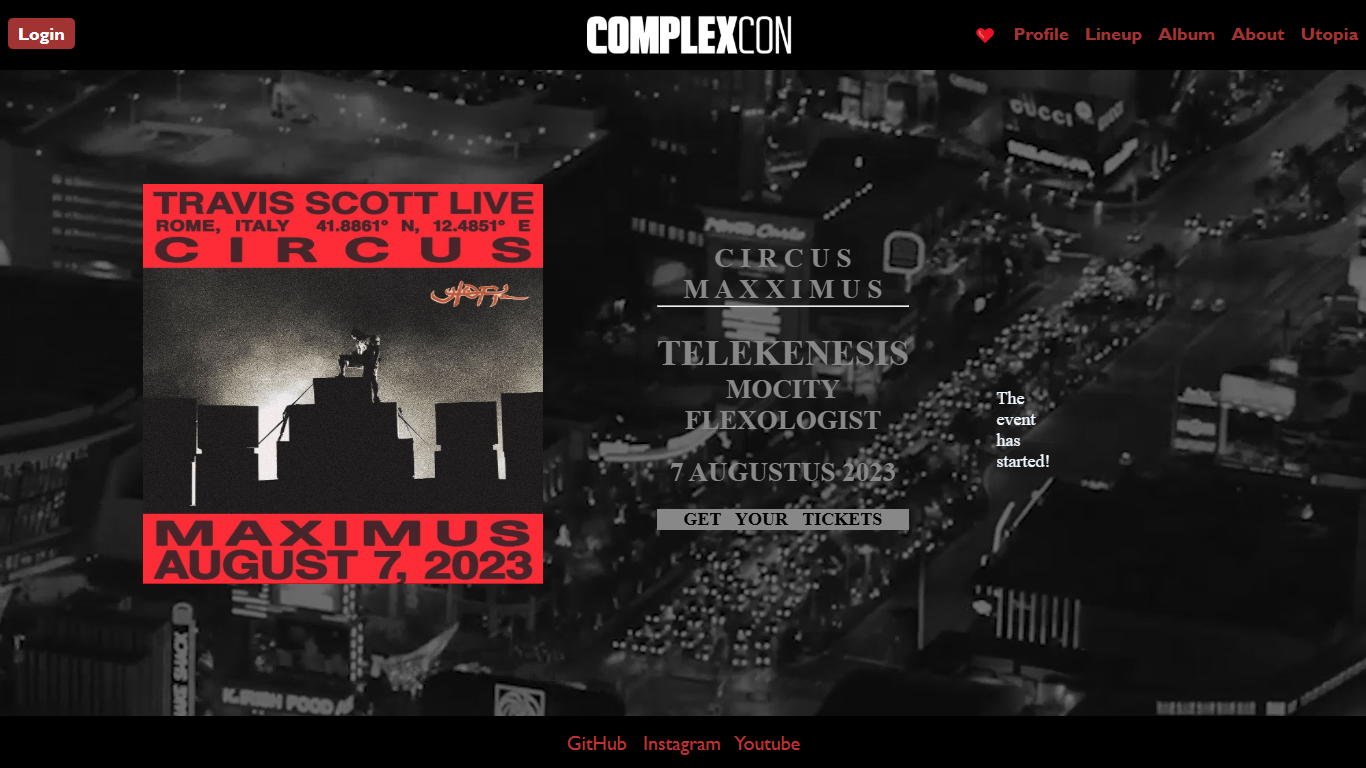 Login
COMPLEXCON
Profile Lineup Album About Utopia
GUCCI
TRAVIS SCOTT LIVE
ROME, ITALY 41.8861° N, 12.4851° E
CIRCUS
MAXIMUS
AUGUST 7, 2023
CIRCUS
MAXXIMUS
TELEKENESIS
MOCITY
FLEXOLOGIST
7 AUGUSTUS 2023
GET YOUR TICKETS
The
event
has
started!
GitHub Instagram Youtube